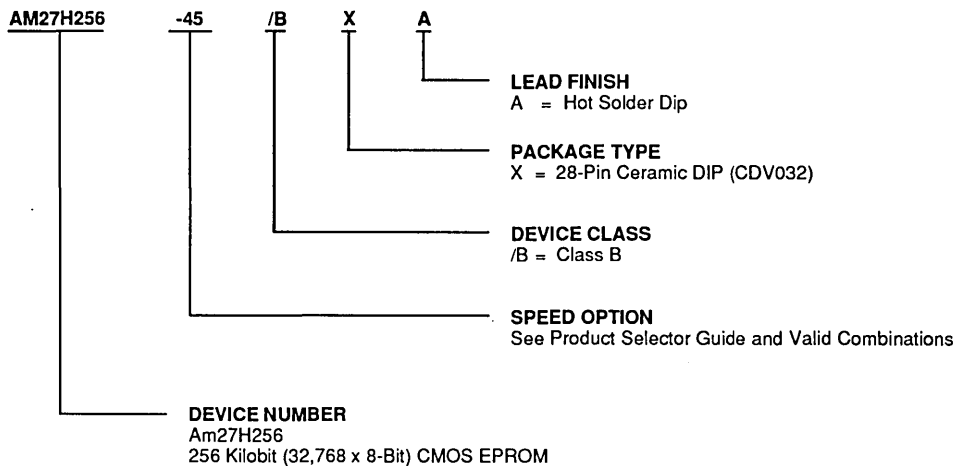 AM27H256 -45 /B X A
LEAD FINISH
A = Hot Solder Dip
PACKAGE TYPE
X = 28-Pin Ceramic DIP (CDV032)
DEVICE CLASS
/B = Class B
SPEED OPTION
See Product Selector Guide and Valid Combinations
DEVICE NUMBER
Am27H256
256 Kilobit (32,768 x 8-Bit) CMOS EPROM